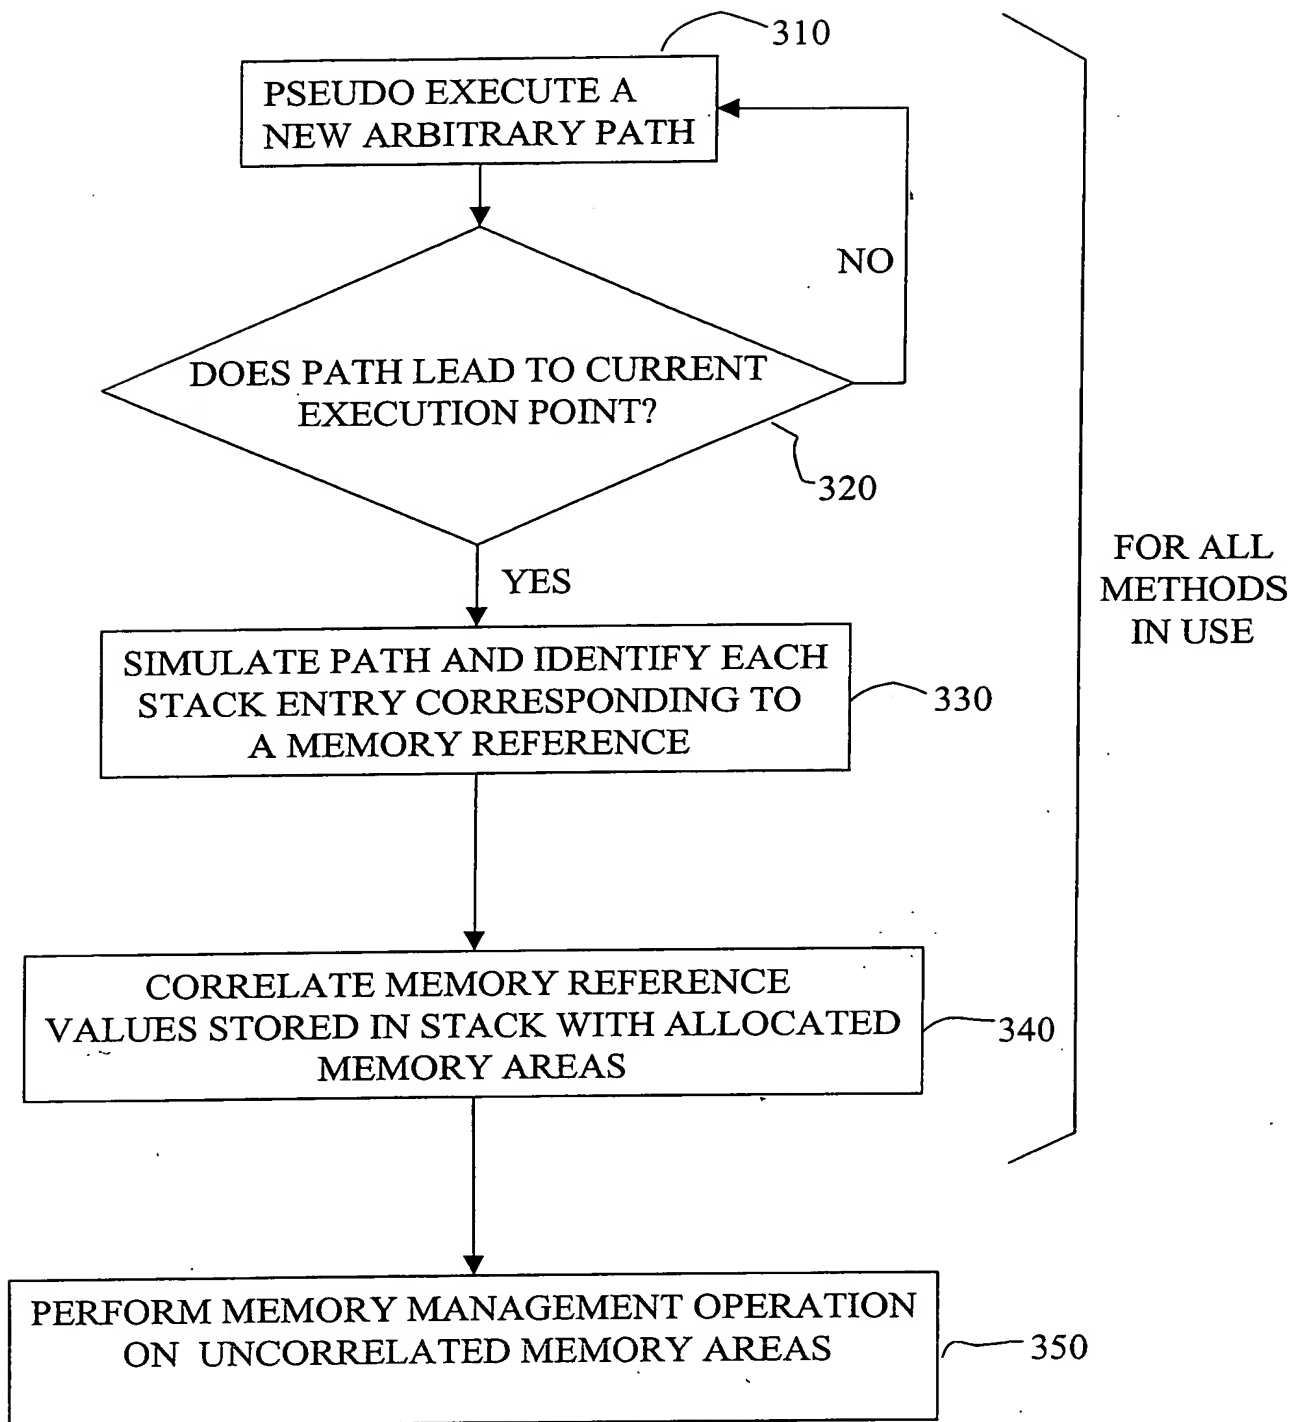 310
PSEUDO EXECUTE A
NEW ARBITRARY PATH
NO
DOES PATH LEAD TO CURRENT
EXECUTION POINT?
320
YES
FOR ALL
METHODS
IN USE
SIMULATE PATH AND IDENTIFY EACH
STACK ENTRY CORRESPONDING TO
A MEMORY REFERENCE
330
CORRELATE MEMORY REFERENCE
VALUES STORED IN STACK WITH ALLOCATED
MEMORY AREAS
340
PERFORM MEMORY MANAGEMENT OPERATION
ON UNCORRELATED MEMORY AREAS
350